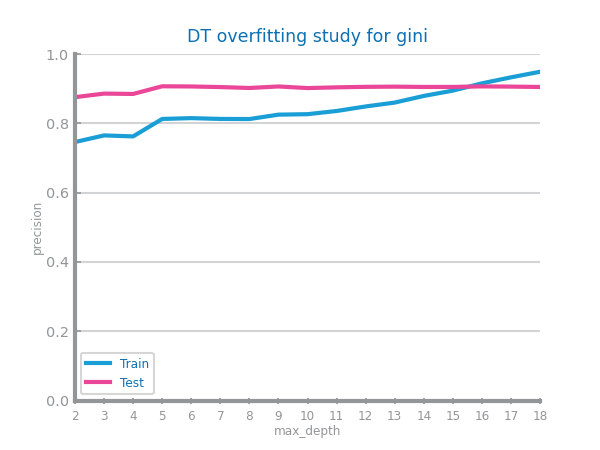 DT overfitting study for gini
1.0
0.8
0.6
0.4
0.2
0.0
precision
Train
Test
2 3 4 5 6 7 8 9 10 11 12 13 14 15 16 17 18
max_depth